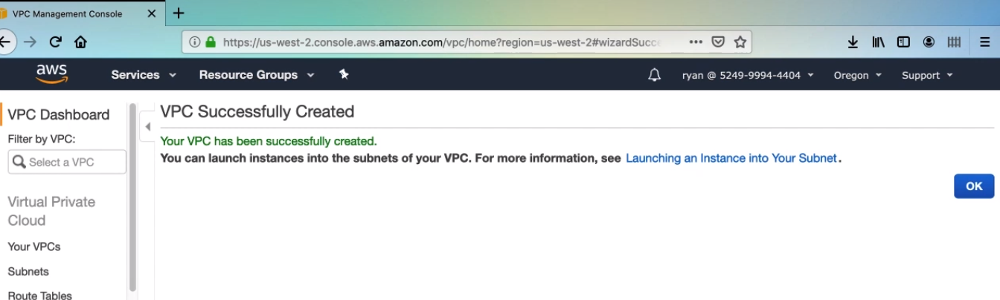 VPC Management Console
https://us-west-2.console.aws.amazon.com/vpc/home?region=us-west-2#wizardSucce
aws
Services
Resource Groups
ryan @ 5249-9994-4404
Oregon
Support
VPC Dashboard
Filter by VPC:
Select a VPC
Virtual Private
Cloud
Your VPCs
Subnets
Route Tables
VPC Successfully Created
Your VPC has been successfully created.
You can launch instances into the subnets of your VPC. For more information, see Launching an Instance into Your Subnet.
OK